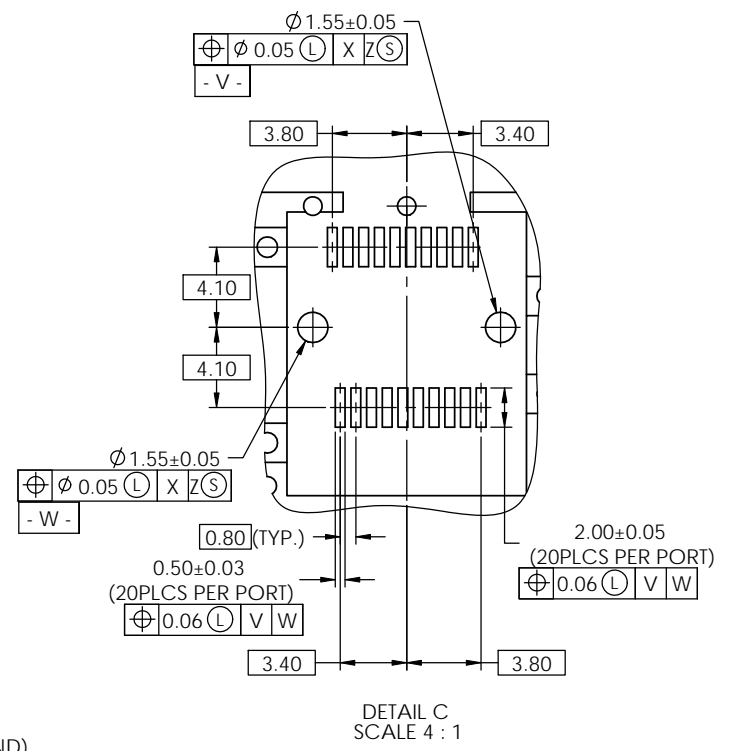 Ø1.55±0.05
⌖ Ø 0.05 Ⓛ X ZⓈ
- V -
3.80 3.40
4.10
4.10
Ø1.55±0.05
⌖ Ø 0.05 Ⓛ X ZⓈ
- W -
0.80 (TYP.)
0.50±0.03
(20PLCS PER PORT)
⌖ 0.06 Ⓛ V W
2.00±0.05
(20PLCS PER PORT)
⌖ 0.06 Ⓛ V W
3.40 3.80
DETAIL C
SCALE 4 : 1